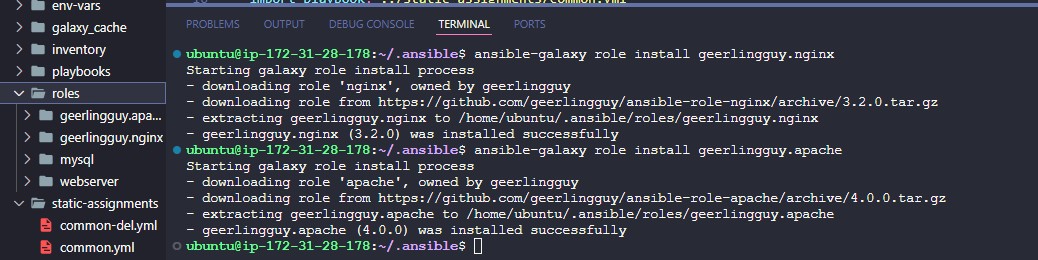 env-vars
galaxy_cache
inventory
playbooks
roles
geerlingguy.apa...
geerlingguy.nginx
mysql
webserver
static-assignments
common-del.yml
common.yml
16 import_playbook: ../static-assignments/common.yml
PROBLEMS OUTPUT DEBUG CONSOLE TERMINAL PORTS
ubuntu@ip-172-31-28-178:~/.ansible$ ansible-galaxy role install geerlingguy.nginx
Starting galaxy role install process
- downloading role 'nginx', owned by geerlingguy
- downloading role from https://github.com/geerlingguy/ansible-role-nginx/archive/3.2.0.tar.gz
- extracting geerlingguy.nginx to /home/ubuntu/.ansible/roles/geerlingguy.nginx
- geerlingguy.nginx (3.2.0) was installed successfully
ubuntu@ip-172-31-28-178:~/.ansible$ ansible-galaxy role install geerlingguy.apache
Starting galaxy role install process
- downloading role 'apache', owned by geerlingguy
- downloading role from https://github.com/geerlingguy/ansible-role-apache/archive/4.0.0.tar.gz
- extracting geerlingguy.apache to /home/ubuntu/.ansible/roles/geerlingguy.apache
- geerlingguy.apache (4.0.0) was installed successfully
ubuntu@ip-172-31-28-178:~/.ansible$